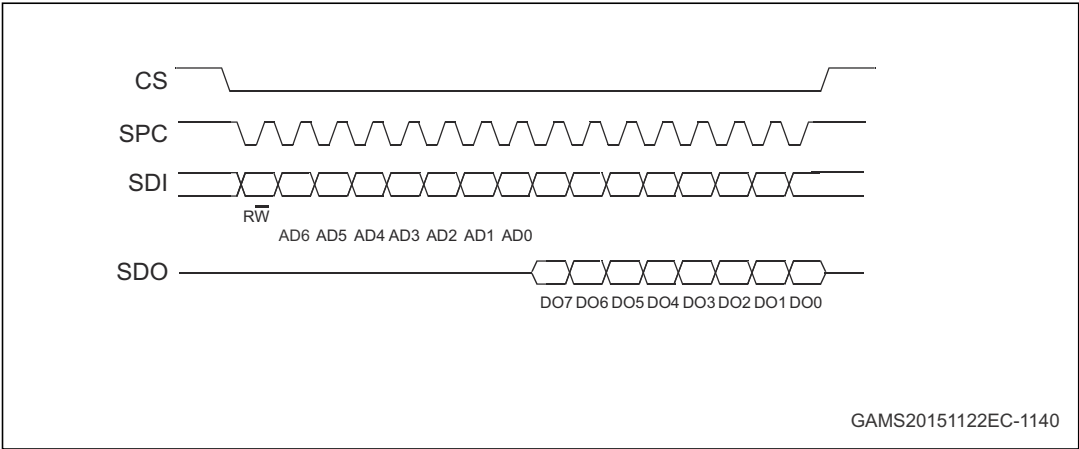 CS
SPC
SDI
RW̅
AD6 AD5 AD4 AD3 AD2 AD1 AD0
SDO
DO7 DO6 DO5 DO4 DO3 DO2 DO1 DO0
GAMS20151122EC-1140